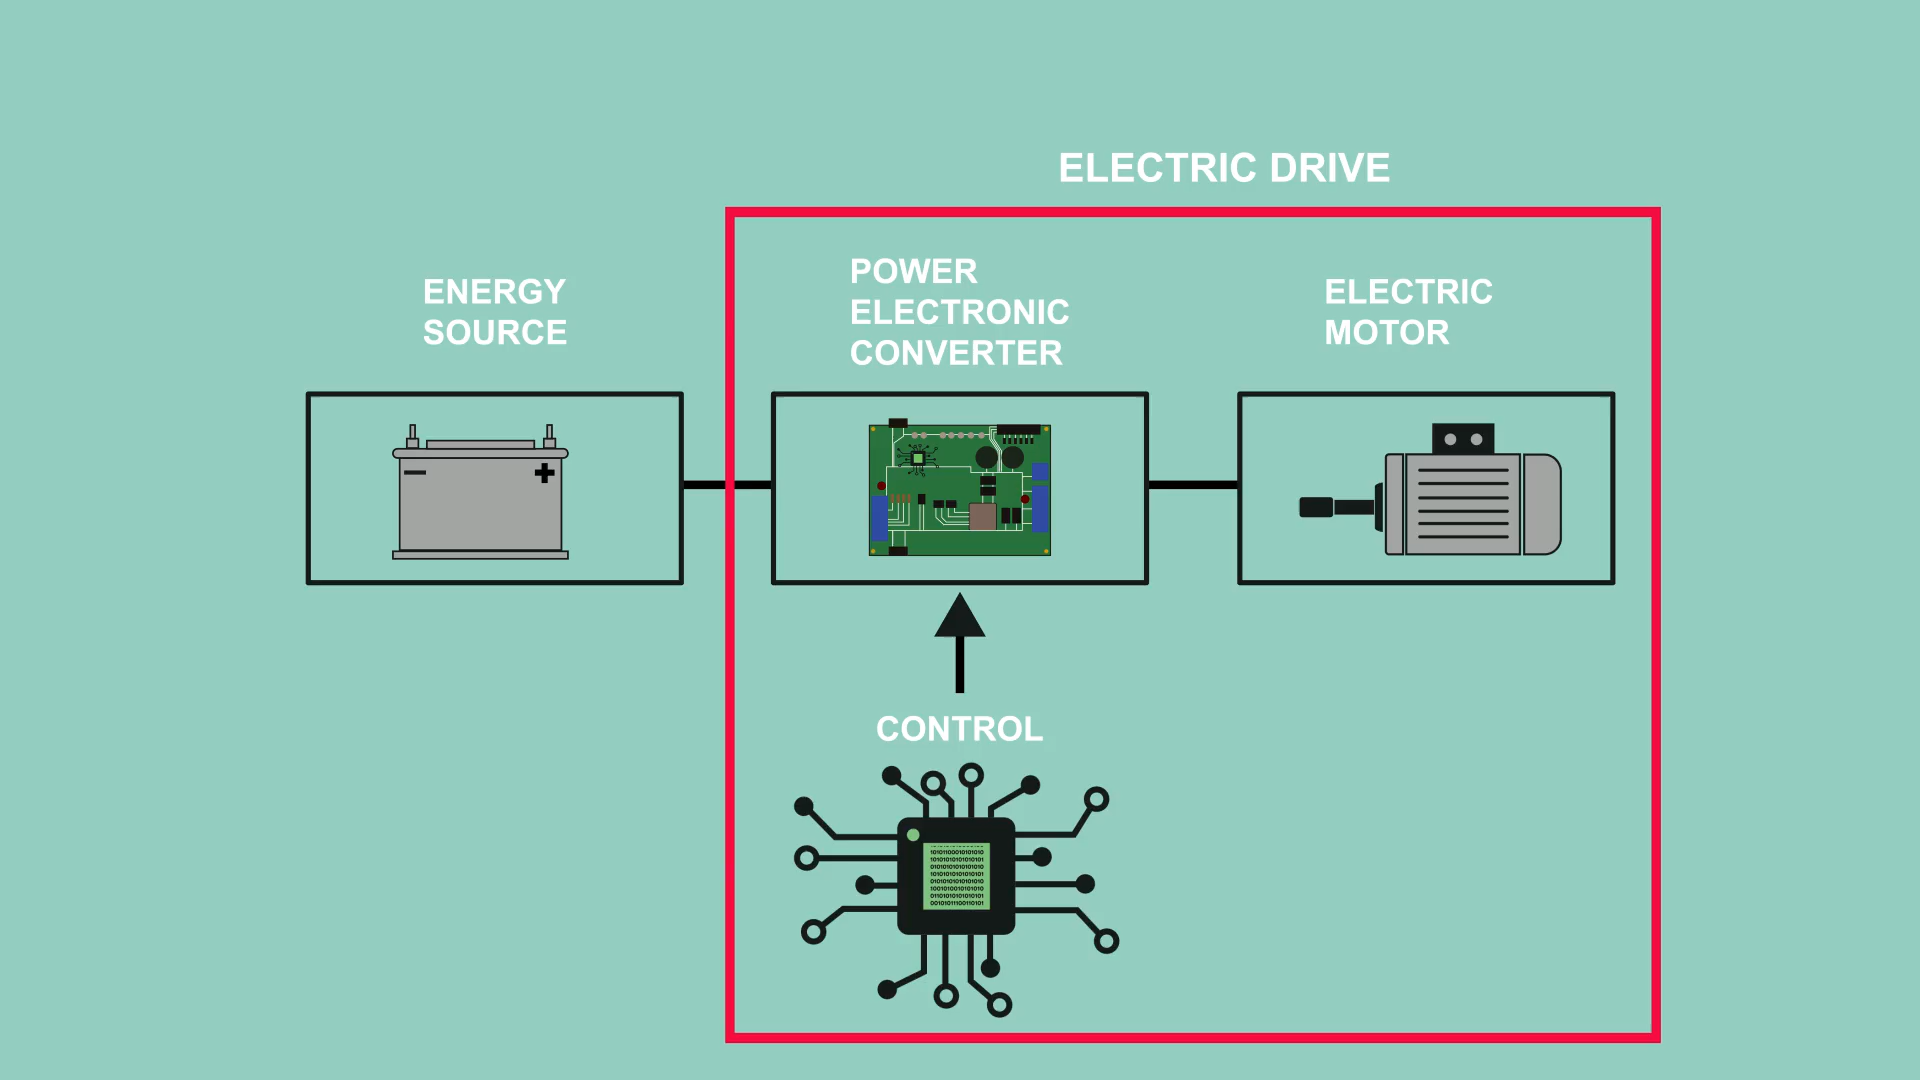 ELECTRIC DRIVE
ENERGY
SOURCE
POWER
ELECTRONIC
CONVERTER
ELECTRIC
MOTOR
CONTROL